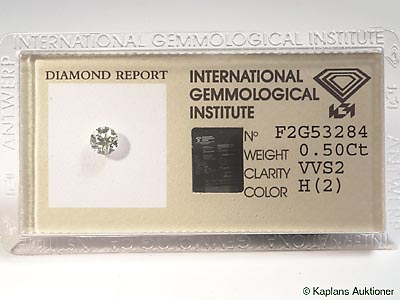 INTERNATIONAL GEMMOLOGICAL INSTITUTE
ANTWERP
DIAMOND REPORT
INTERNATIONAL
GEMMOLOGICAL
INSTITUTE
IGI
Nº F2G53284
WEIGHT 0.50Ct
CLARITY VVS2
COLOR H(2)
© Kaplans Auktioner